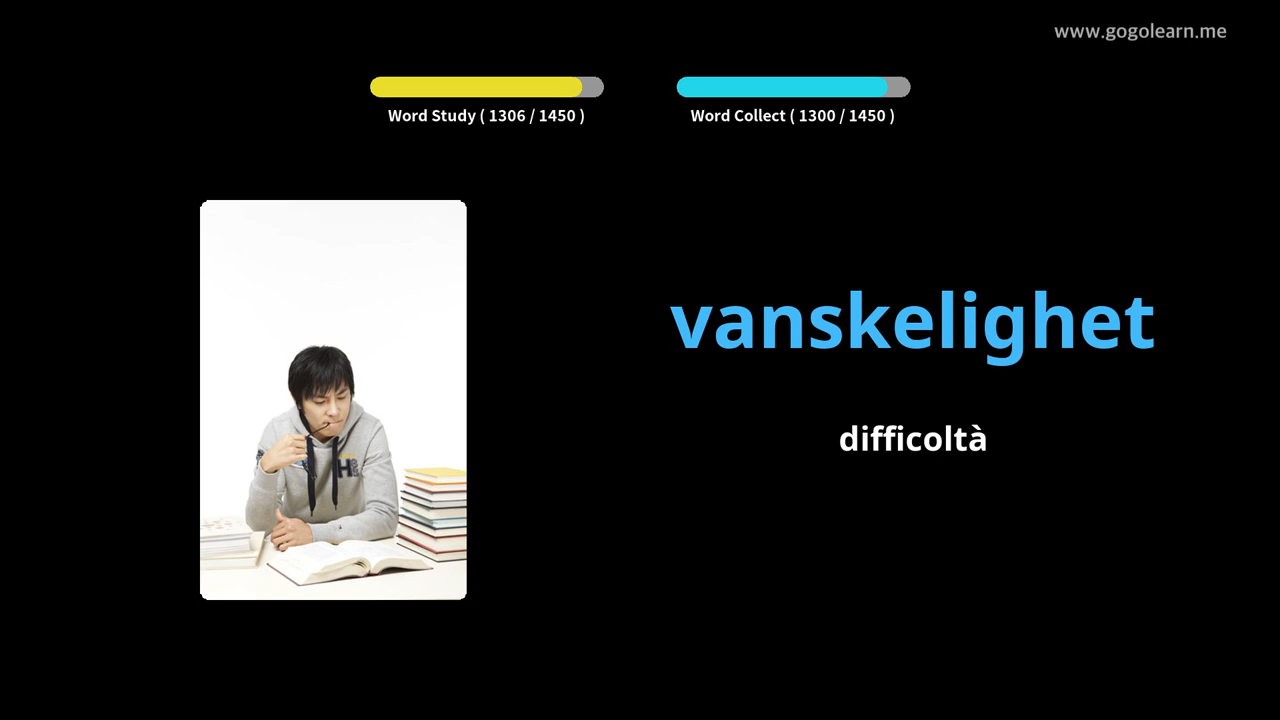 www.gogolearn.me
Word Study ( 1306 / 1450 )
Word Collect ( 1300 / 1450 )
vanskelighet
difficoltà
H